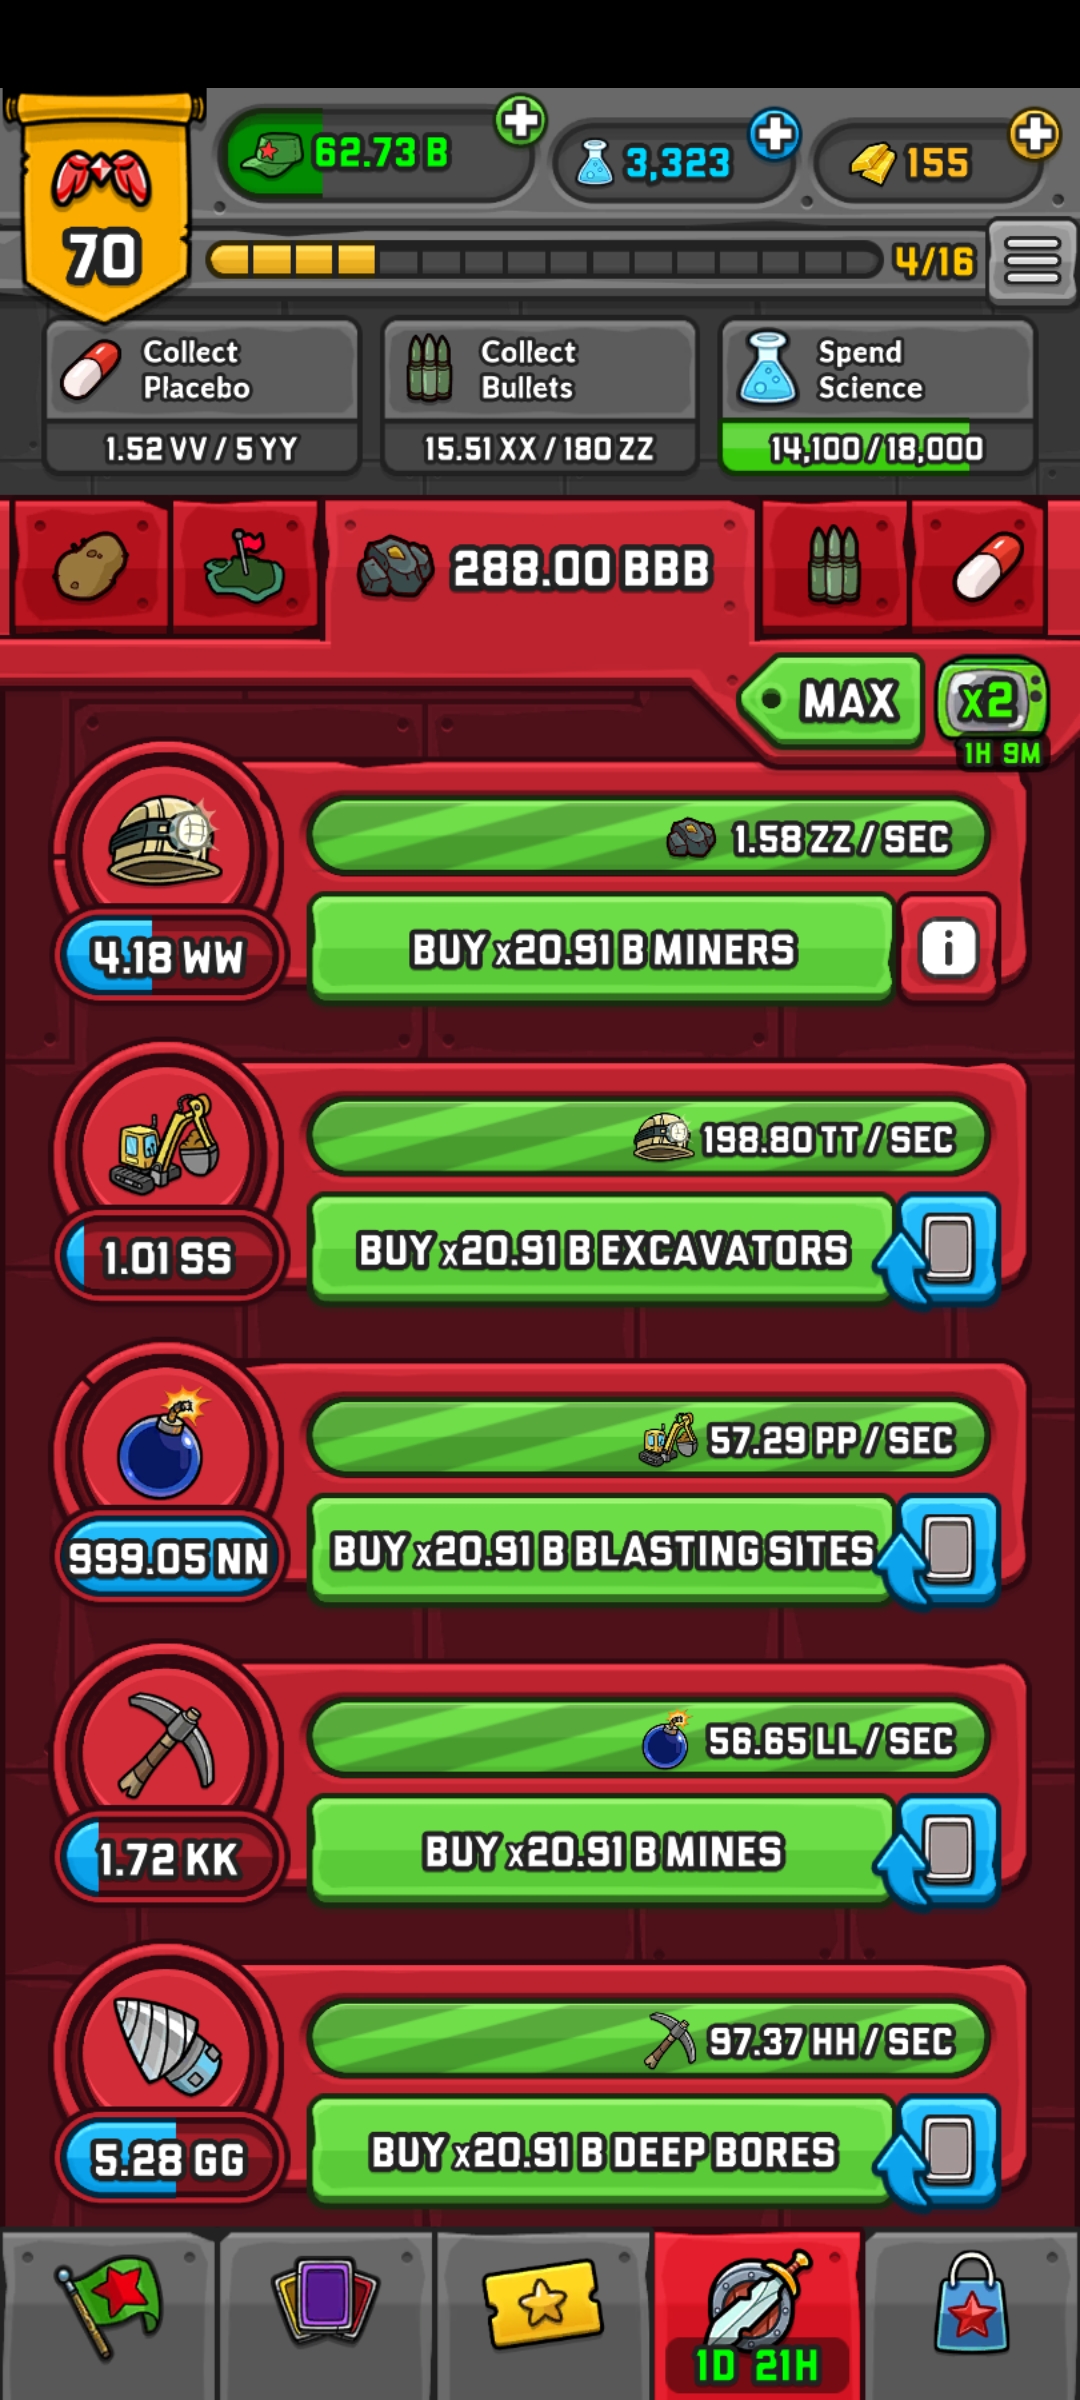 62.73 B
3,323
155
70
4/16
Collect
Placebo
1.52 VV / 5 YY
Collect
Bullets
15.51 XX / 180 ZZ
Spend
Science
14,100 / 18,000
288.00 BBB
MAX
x2
1H 9M
1.58 ZZ / SEC
4.18 WW
BUY x20.91 B MINERS
i
198.80 TT / SEC
1.01 SS
BUY x20.91 B EXCAVATORS
57.29 PP / SEC
999.05 NN
BUY x20.91 B BLASTING SITES
56.65 LL / SEC
1.72 KK
BUY x20.91 B MINES
97.37 HH / SEC
5.28 GG
BUY x20.91 B DEEP BORES
1D 21H